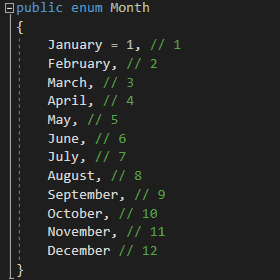 public enum Month
{
January = 1, // 1
February, // 2
March, // 3
April, // 4
May, // 5
June, // 6
July, // 7
August, // 8
September, // 9
October, // 10
November, // 11
December // 12
}